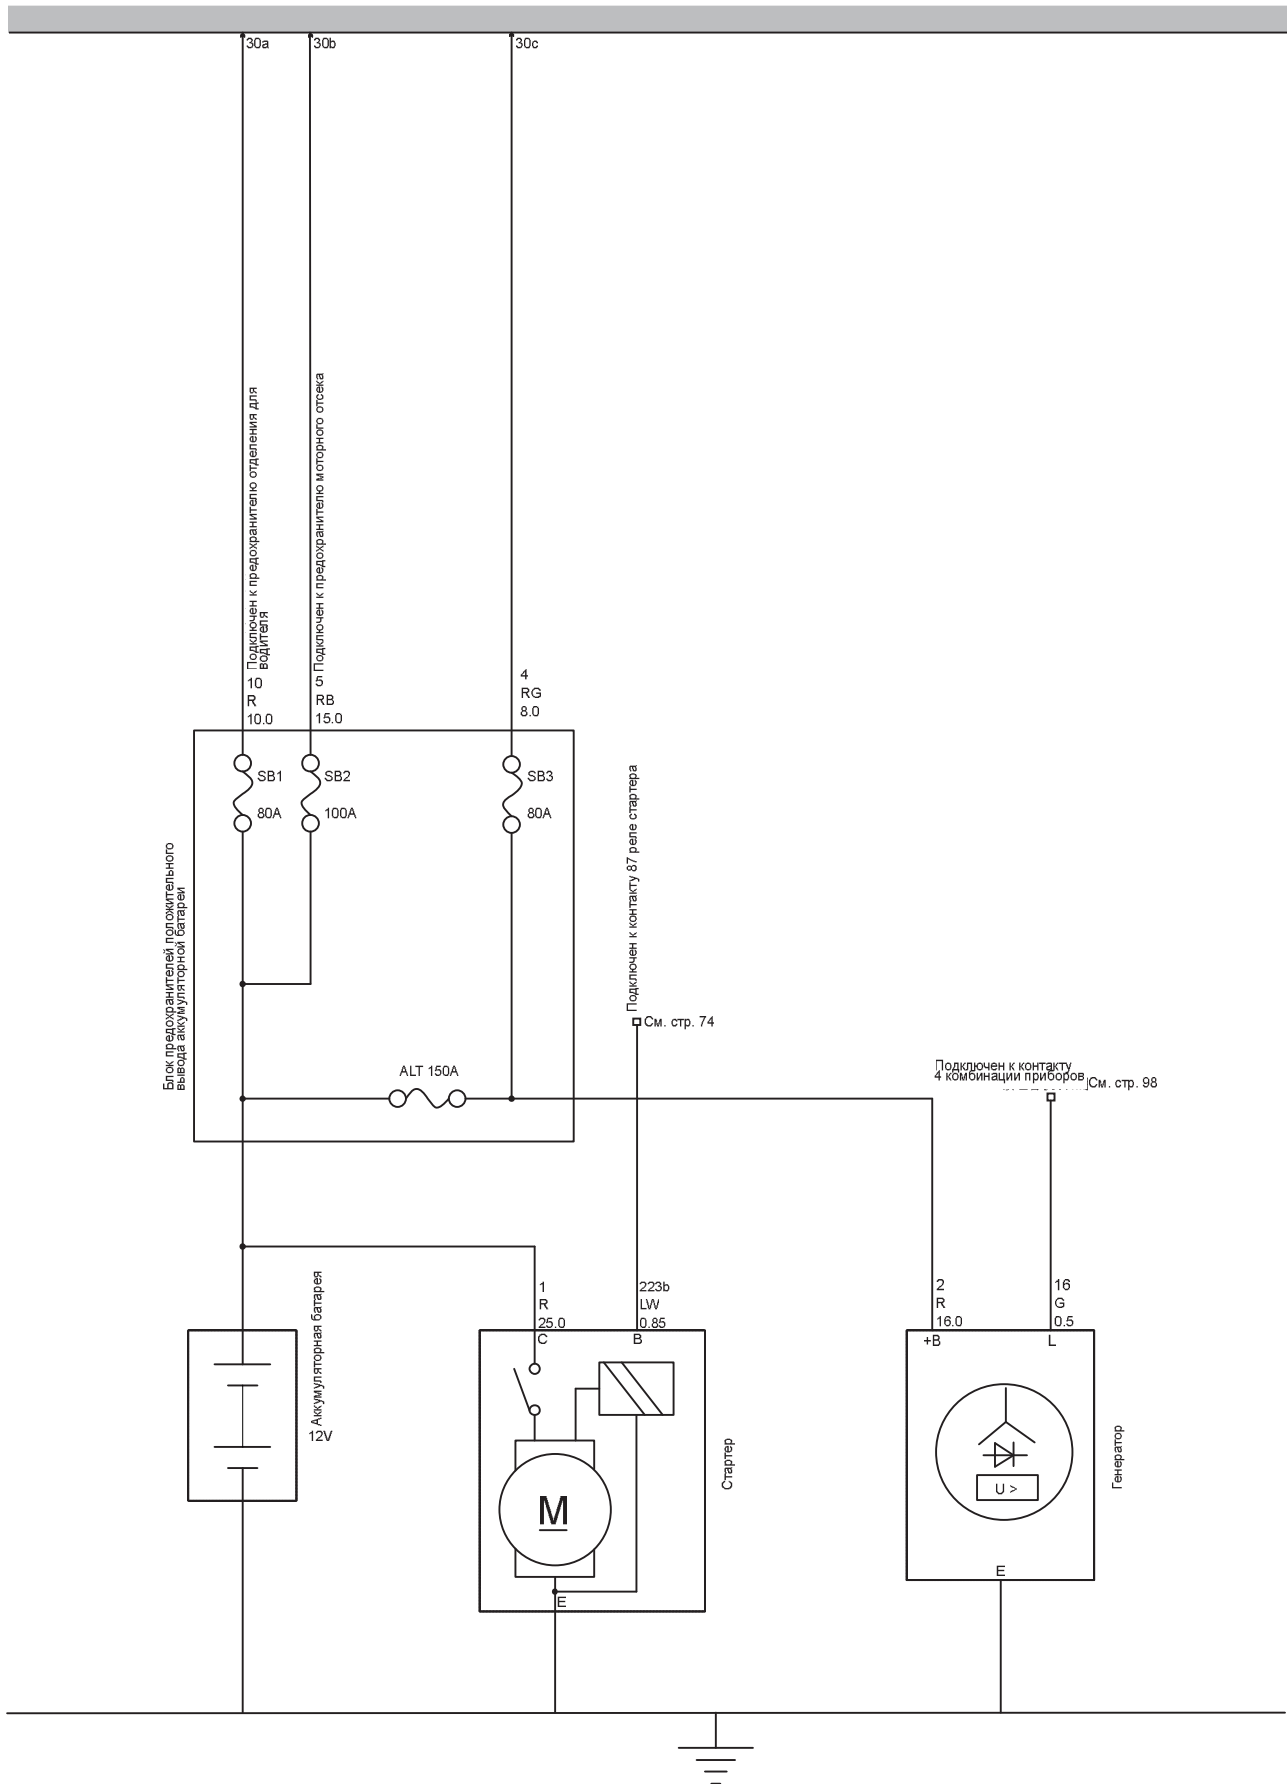 30a
30b
30c
Подключен к предохранителю отделения для
водителя
Подключен к предохранителю моторного отсека
10
R
10.0
5
RB
15.0
4
RG
8.0
SB1
80A
SB2
100A
SB3
80A
Блок предохранителей положительного
вывода аккумуляторной батареи
Подключен к контакту 87 реле стартера
См. стр. 74
ALT 150A
Подключен к контакту
4 комбинации приборов
См. стр. 98
1
R
25.0
C
223b
LW
0.85
B
2
R
16.0
+B
16
G
0.5
L
Аккумуляторная батарея
12V
M
E
Стартер
U >
E
Генератор